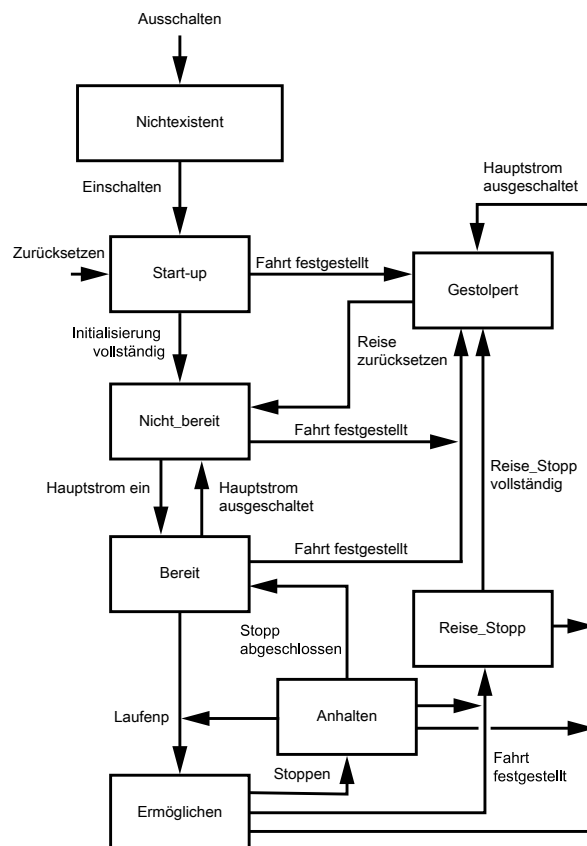 Ausschalten
Nichtexistent
Einschalten
Hauptstrom
ausgeschaltet
Zurücksetzen
Start-up
Fahrt festgestellt
Gestolpert
Initialisierung
vollständig
Reise
zurücksetzen
Nicht_bereit
Fahrt festgestellt
Hauptstrom ein
Hauptstrom
ausgeschaltet
Reise_Stopp
vollständig
Bereit
Fahrt festgestellt
Stopp
abgeschlossen
Reise_Stopp
Laufenp
Anhalten
Stoppen
Fahrt
festgestellt
Ermöglichen